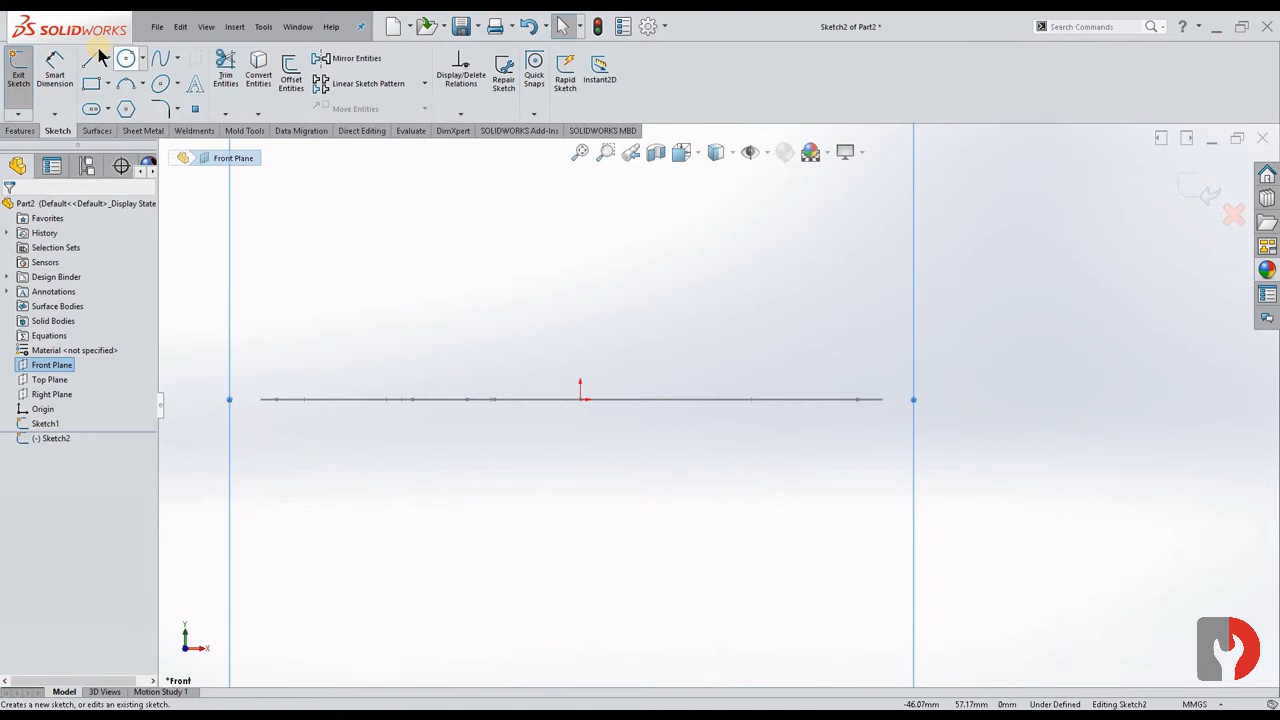 SOLIDWORKS File Edit View Insert Tools Window Help Sketch2 of Part2 * Search Commands ?
Exit Sketch Smart Dimension Trim Entities Convert Entities Offset Entities Mirror Entities Linear Sketch Pattern Move Entities Display/Delete Relations Repair Sketch Quick Snaps Rapid Sketch Instant2D
Features Sketch Surfaces Sheet Metal Weldments Mold Tools Data Migration Direct Editing Evaluate DimXpert SOLIDWORKS Add-Ins SOLIDWORKS MBD
Front Plane
Part2 (Default<<Default>_Display State
Favorites
History
Selection Sets
Sensors
Design Binder
Annotations
Surface Bodies
Solid Bodies
Equations
Material <not specified>
Front Plane
Top Plane
Right Plane
Origin
Sketch1
(-) Sketch2
Y
X
*Front
Model 3D Views Motion Study 1
Creates a new sketch, or edits an existing sketch. -46.07mm 57.17mm 0mm Under Defined Editing Sketch2 MMGS